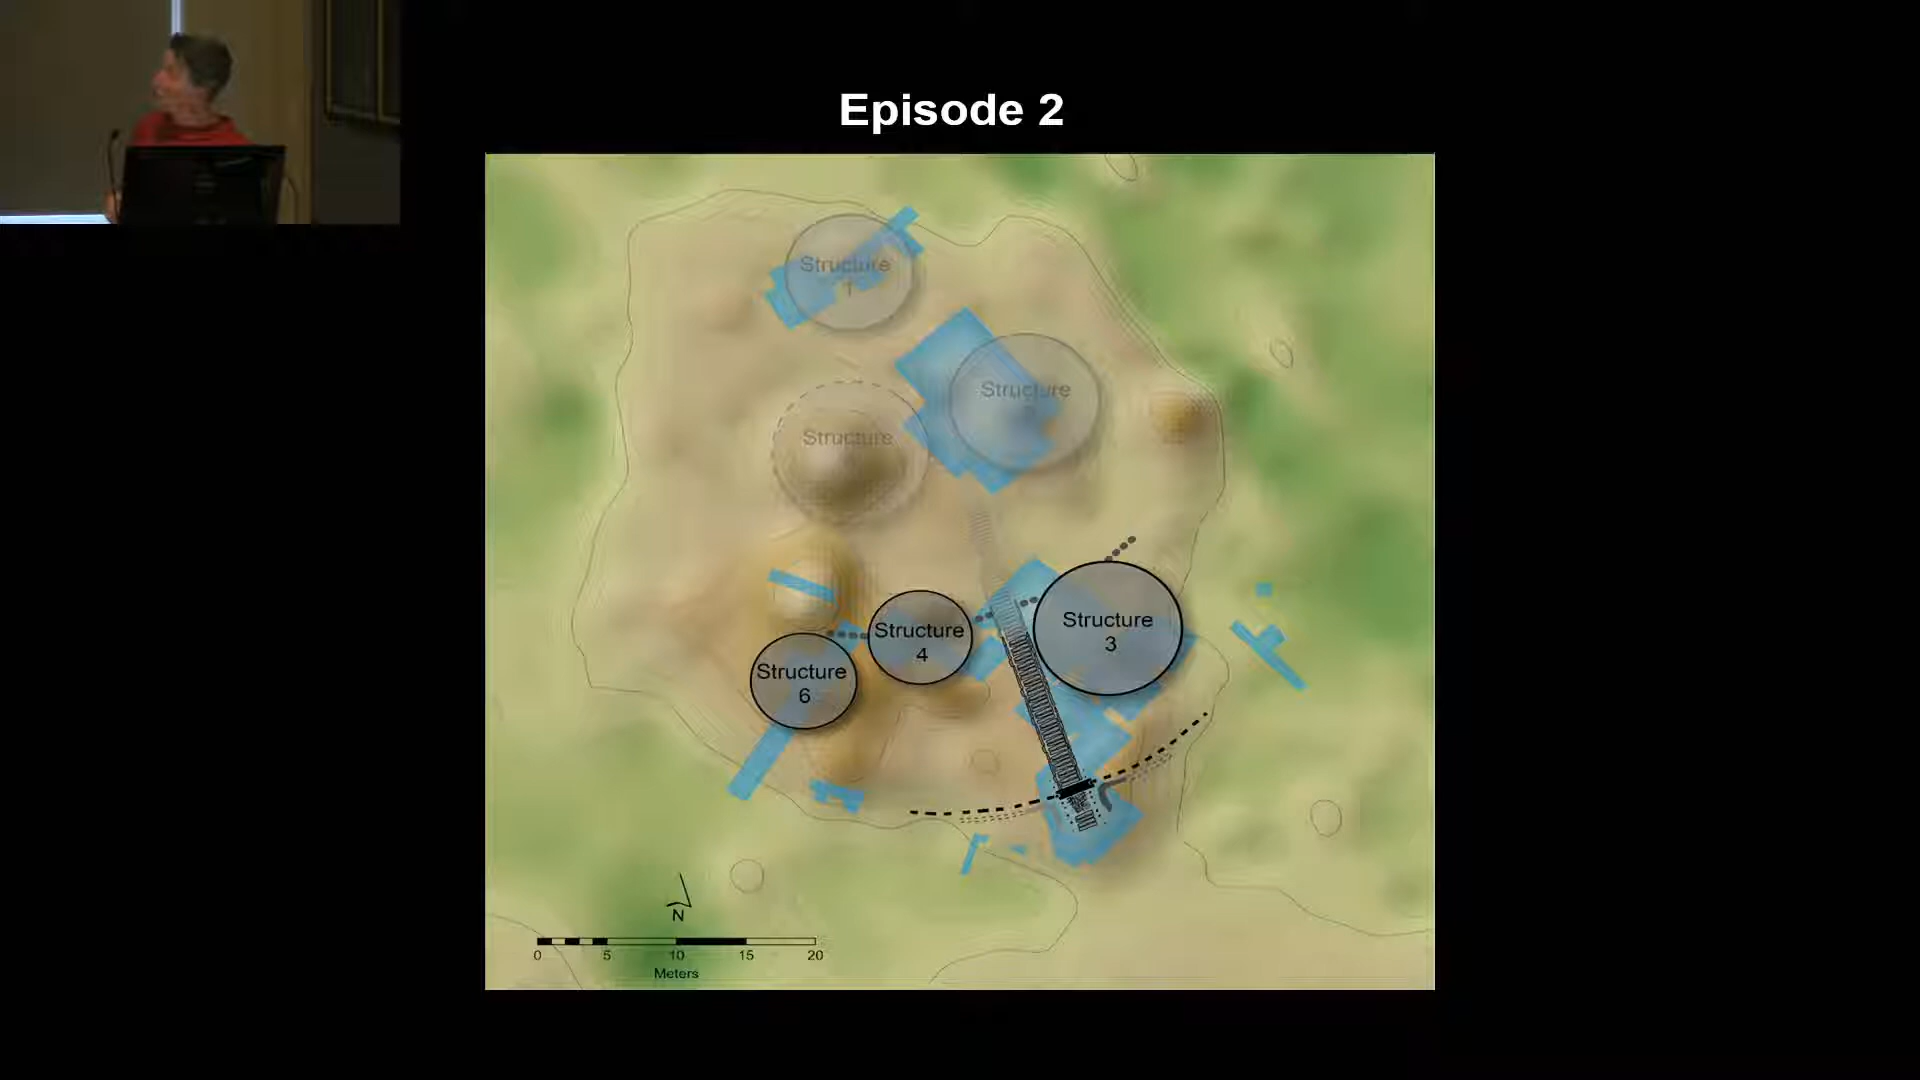 Episode 2
Structure
1
Structure
Structure
Structure
3
Structure
4
Structure
6
N
0 5 10 15 20
Meters